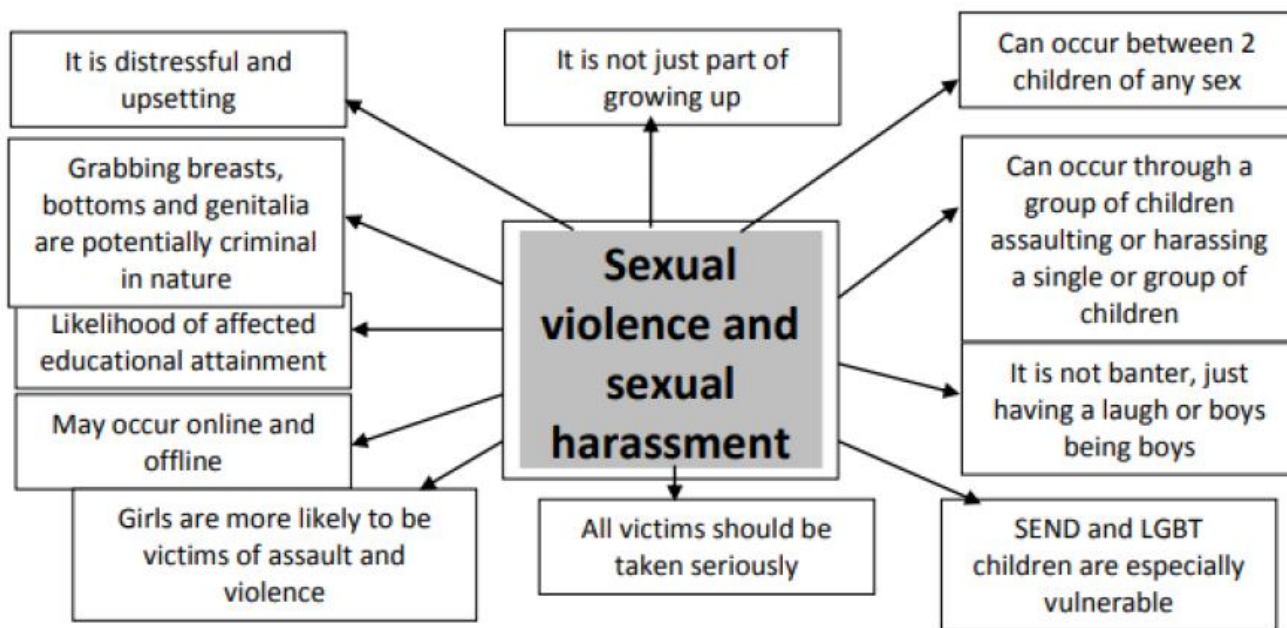 It is distressful and
upsetting
It is not just part of
growing up
Can occur between 2
children of any sex
Grabbing breasts,
bottoms and genitalia
are potentially criminal
in nature
Can occur through a
group of children
assaulting or harassing
a single or group of
children
Sexual
violence and
sexual
harassment
Likelihood of affected
educational attainment
It is not banter, just
having a laugh or boys
being boys
May occur online and
offline
Girls are more likely to be
victims of assault and
violence
All victims should be
taken seriously
SEND and LGBT
children are especially
vulnerable